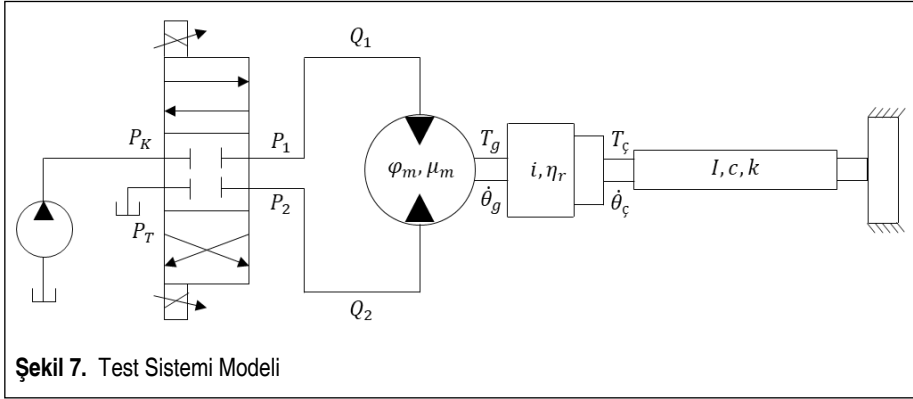 Q₁
P_K
P₁
P₂
P_T
φ_m, μ_m
T_g
θ̇_g
i, η_r
T_ç
θ̇_ç
I, c, k
Q₂
Şekil 7. Test Sistemi Modeli